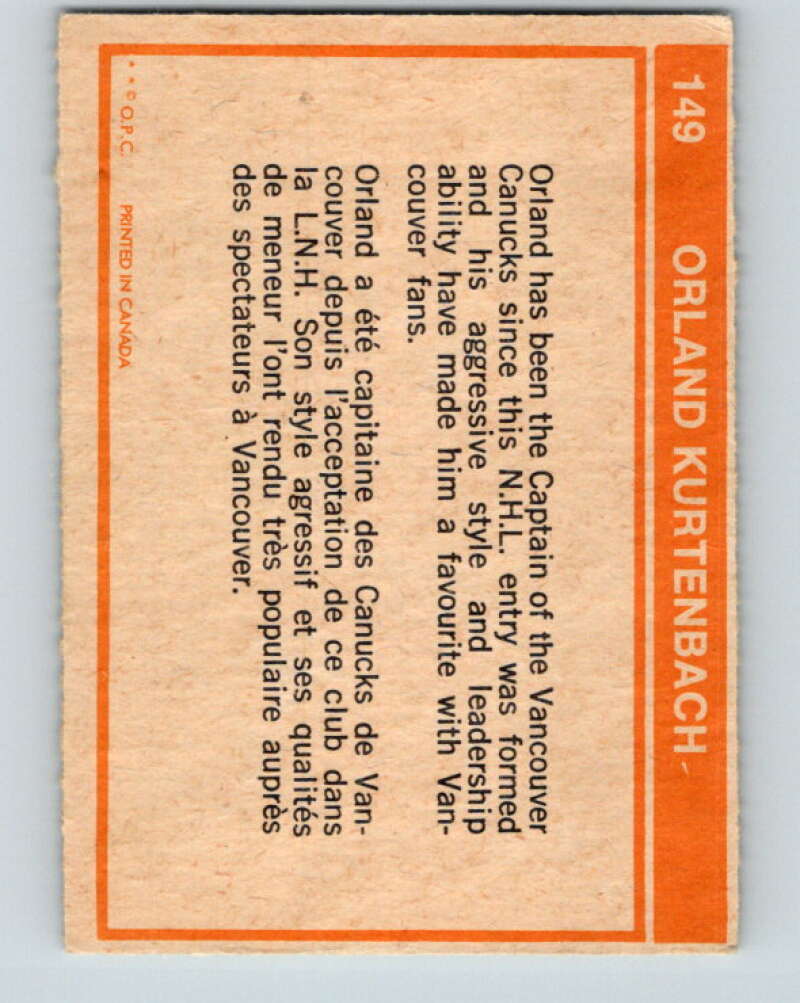 149 ORLAND KURTENBACH
Orland has been the Captain of the Vancouver
Canucks since this N.H.L. entry was formed
and his aggressive style and leadership
ability have made him a favourite with Van-
couver fans.
Orland a été capitaine des Canucks de Van-
couver depuis l'acceptation de ce club dans
la L.N.H. Son style agressif et ses qualités
de meneur l'ont rendu très populaire auprès
des spectateurs à Vancouver.
* * © O.P.C. PRINTED IN CANADA